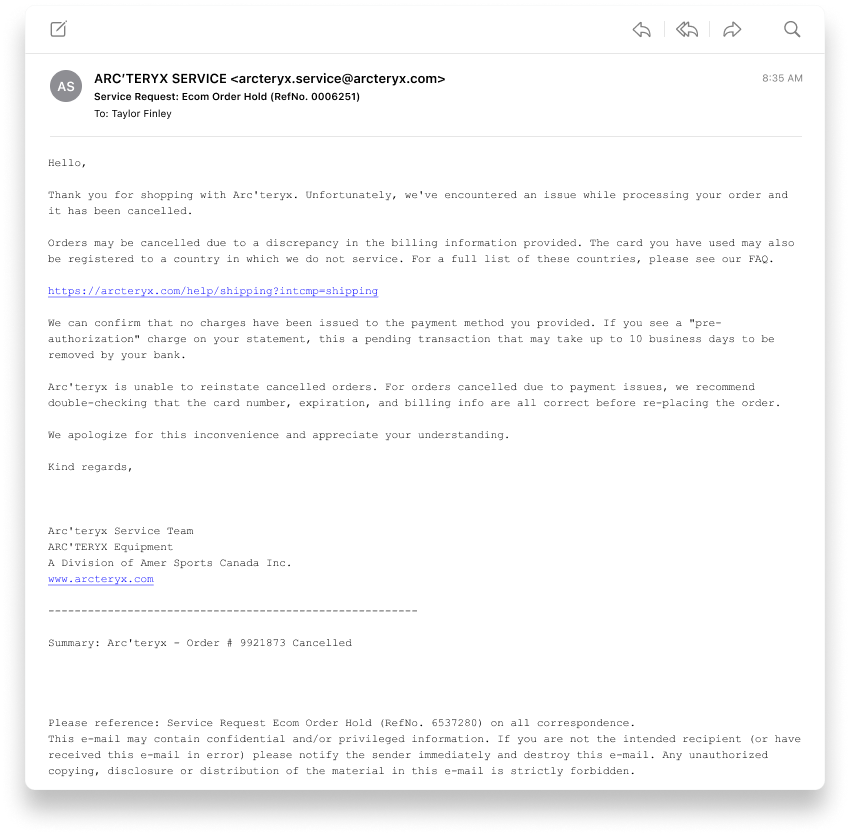 AS
ARC'TERYX SERVICE <arcteryx.service@arcteryx.com>
8:35 AM
Service Request: Ecom Order Hold (RefNo. 0006251)
To: Taylor Finley
Hello,
Thank you for shopping with Arc'teryx. Unfortunately, we've encountered an issue while processing your order and
it has been cancelled.
Orders may be cancelled due to a discrepancy in the billing information provided. The card you have used may also
be registered to a country in which we do not service. For a full list of these countries, please see our FAQ.
https://arcteryx.com/help/shipping?intcmp=shipping
We can confirm that no charges have been issued to the payment method you provided. If you see a "pre-
authorization" charge on your statement, this a pending transaction that may take up to 10 business days to be
removed by your bank.
Arc'teryx is unable to reinstate cancelled orders. For orders cancelled due to payment issues, we recommend
double-checking that the card number, expiration, and billing info are all correct before re-placing the order.
We apologize for this inconvenience and appreciate your understanding.
Kind regards,
Arc'teryx Service Team
ARC'TERYX Equipment
A Division of Amer Sports Canada Inc.
www.arcteryx.com
--------------------------------------------------------
Summary: Arc'teryx - Order # 9921873 Cancelled
Please reference: Service Request Ecom Order Hold (RefNo. 6537280) on all correspondence.
This e-mail may contain confidential and/or privileged information. If you are not the intended recipient (or have
received this e-mail in error) please notify the sender immediately and destroy this e-mail. Any unauthorized
copying, disclosure or distribution of the material in this e-mail is strictly forbidden.